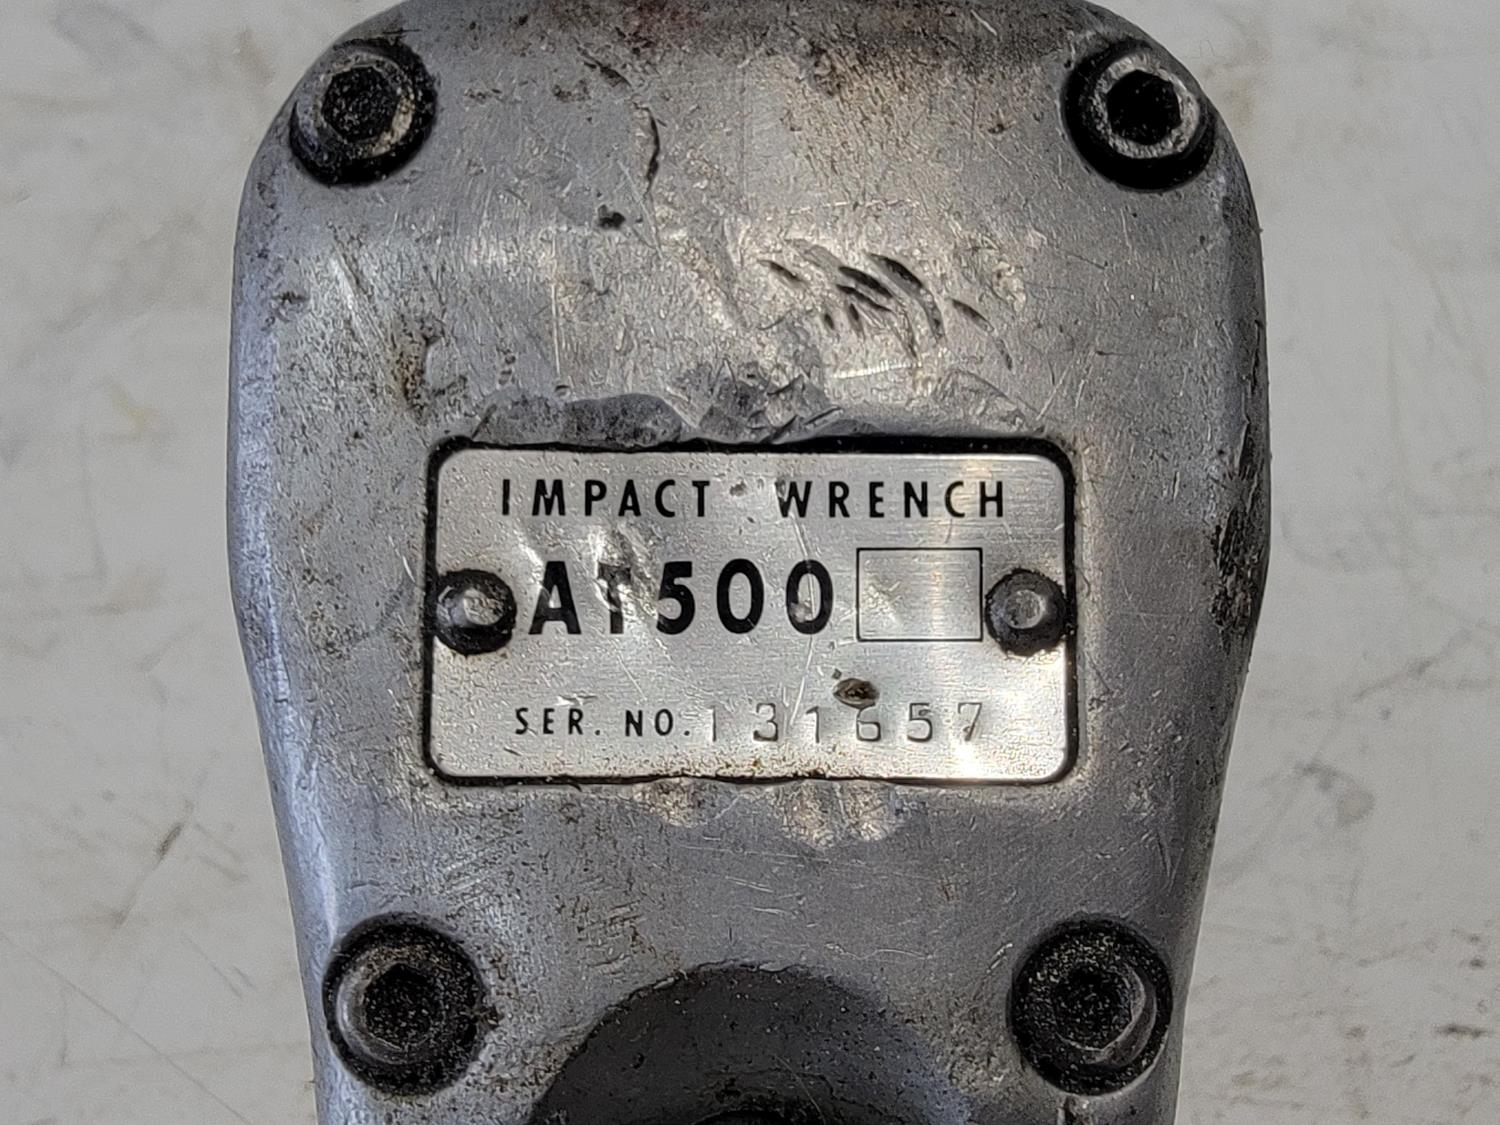 IMPACT WRENCH
AT500
SER. NO. 131657